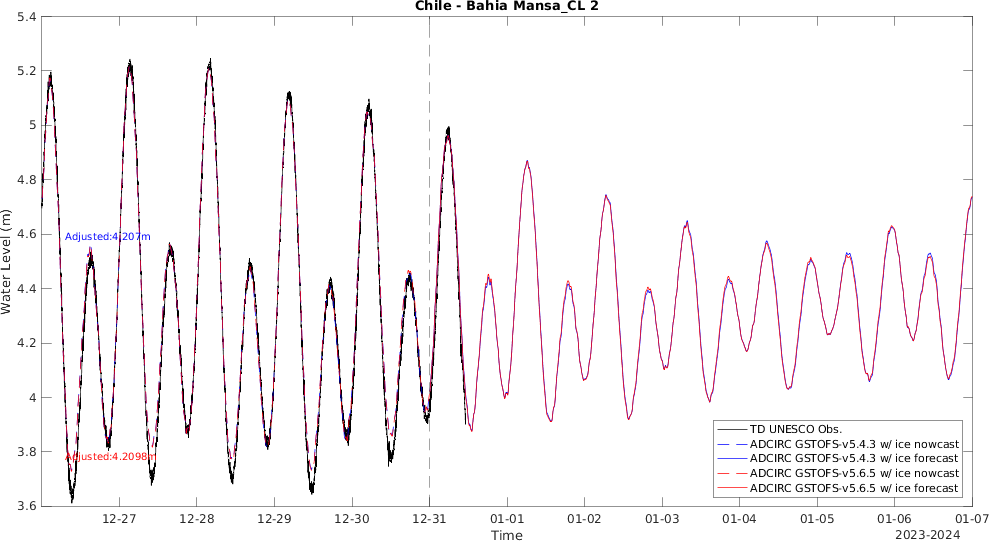 Chile - Bahia Mansa_CL 2
5.4
5.2
5
4.8
4.6
4.4
4.2
4
3.8
3.6
Water Level (m)
Adjusted:4.207m
Adjusted:4.2098m
TD UNESCO Obs.
ADCIRC GSTOFS-v5.4.3 w/ ice nowcast
ADCIRC GSTOFS-v5.4.3 w/ ice forecast
ADCIRC GSTOFS-v5.6.5 w/ ice nowcast
ADCIRC GSTOFS-v5.6.5 w/ ice forecast
12-27 12-28 12-29 12-30 12-31 01-01 01-02 01-03 01-04 01-05 01-06 01-07
Time
2023-2024